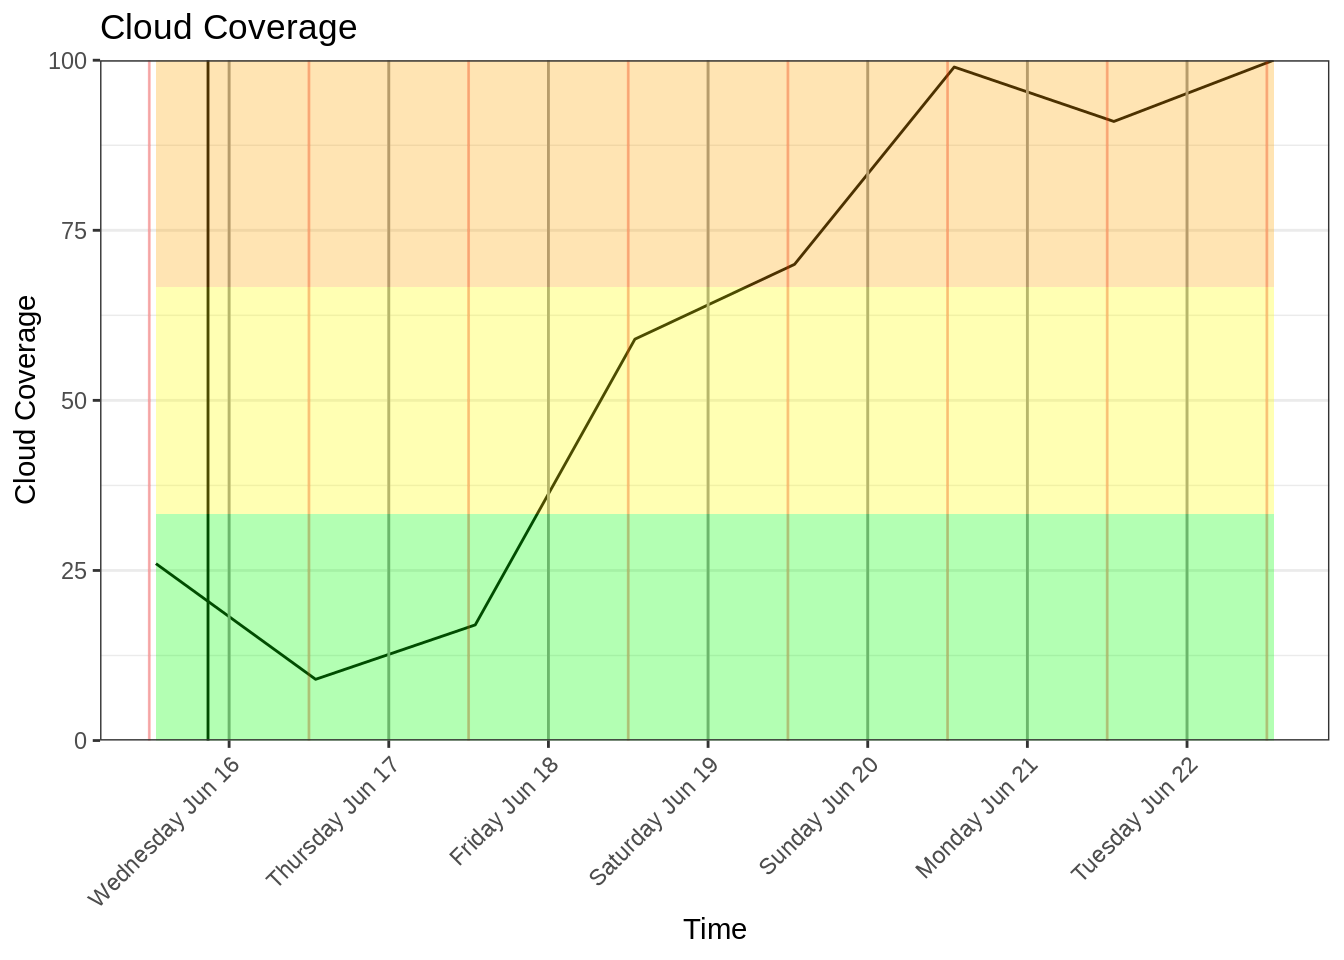 Cloud Coverage
Cloud Coverage
100
75
50
25
0
Wednesday Jun 16
Thursday Jun 17
Friday Jun 18
Saturday Jun 19
Sunday Jun 20
Monday Jun 21
Tuesday Jun 22
Time